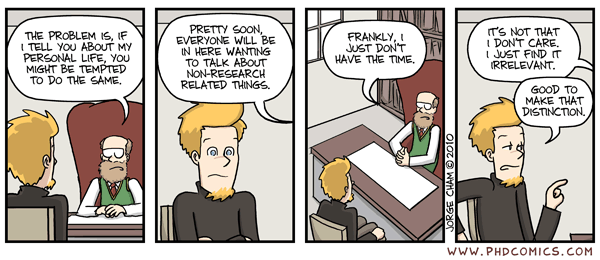 THE PROBLEM IS, IF
I TELL YOU ABOUT MY
PERSONAL LIFE, YOU
MIGHT BE TEMPTED
TO DO THE SAME.
PRETTY SOON,
EVERYONE WILL BE
IN HERE WANTING
TO TALK ABOUT
NON-RESEARCH
RELATED THINGS.
FRANKLY, I
JUST DON'T
HAVE THE TIME.
JORGE CHAM © 2010
IT'S NOT THAT
I DON'T CARE.
I JUST FIND IT
IRRELEVANT.
GOOD TO
MAKE THAT
DISTINCTION.
WWW.PHDCOMICS.COM